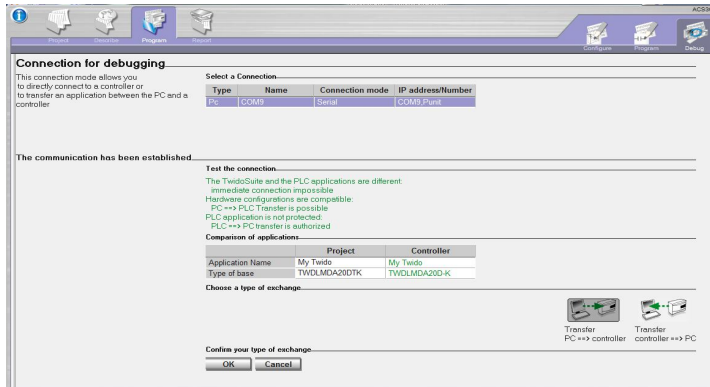 ACS3
Project
Describe
Program
Report
Configure
Program
Debug
Connection for debugging
This connection mode allows you
to directly connect to a controller or
to transfer an application between the PC and a
controller
Select a Connection
Type Name Connection mode IP address/Number
Pc COM9 Serial COM9,Punit
The communication has been established
Test the connection
The TwidoSuite and the PLC applications are different:
immediate connection impossible
Hardware configurations are compatible:
PC ==> PLC Transfer is possible
PLC application is not protected:
PLC ==> PC transfer is authorized
Comparison of applications
Project Controller
Application Name My Twido My Twido
Type of base TWDLMDA20DTK TWDLMDA20D-K
Choose a type of exchange
Transfer
PC ==> controller
Transfer
controller ==> PC
Confirm your type of exchange
OK Cancel